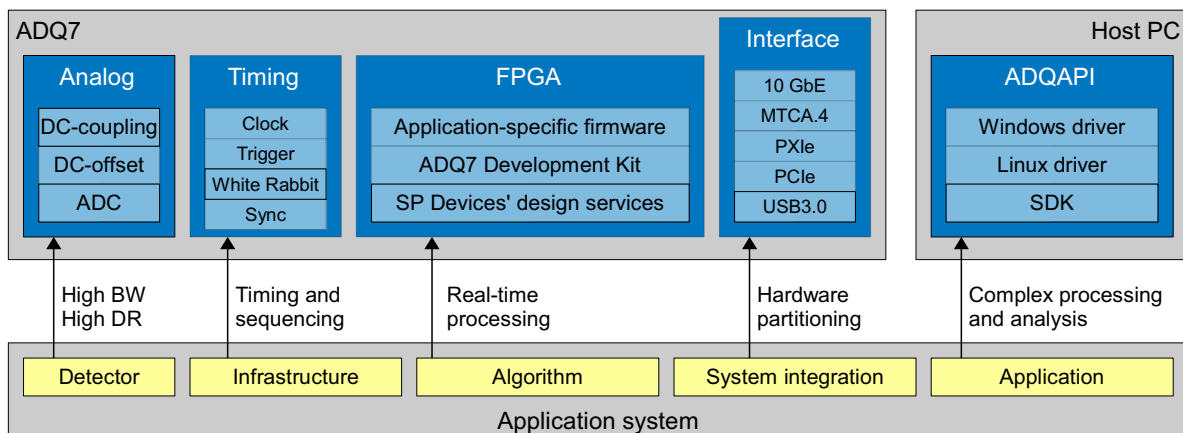 ADQ7
Analog
DC-coupling
DC-offset
ADC
Timing
Clock
Trigger
White Rabbit
Sync
FPGA
Application-specific firmware
ADQ7 Development Kit
SP Devices' design services
Interface
10 GbE
MTCA.4
PXIe
PCIe
USB3.0
Host PC
ADQAPI
Windows driver
Linux driver
SDK
High BW
High DR
Timing and
sequencing
Real-time
processing
Hardware
partitioning
Complex processing
and analysis
Detector
Infrastructure
Algorithm
System integration
Application
Application system